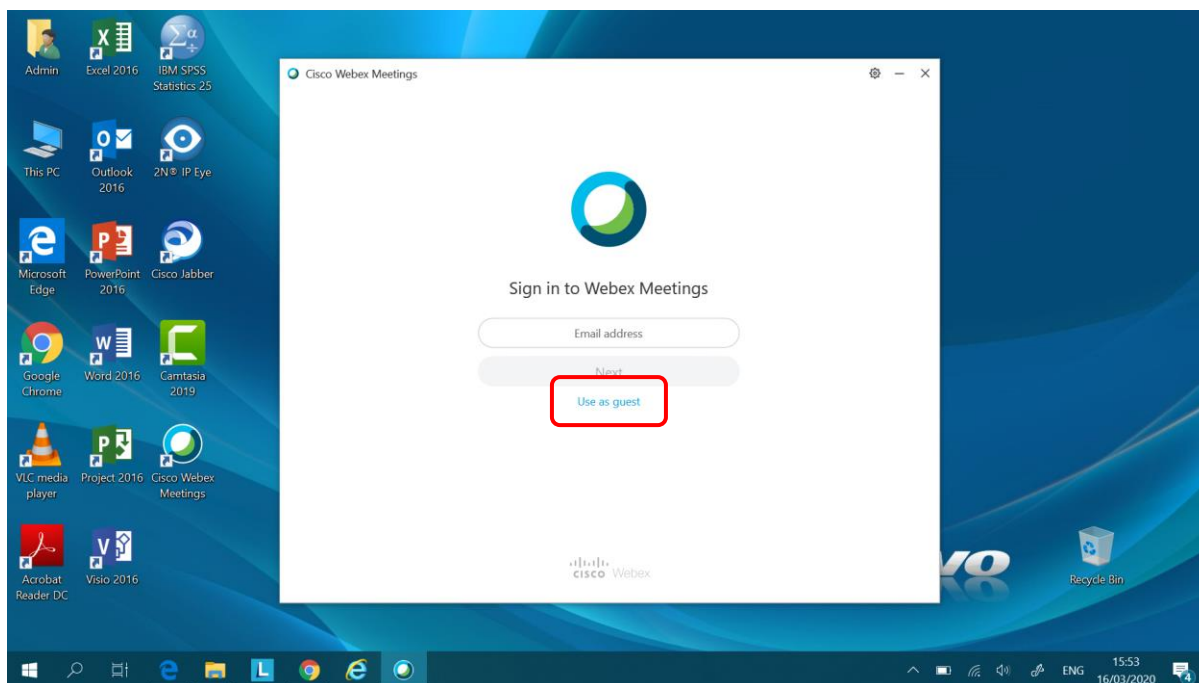 Admin
Excel 2016
IBM SPSS
Statistics 25
This PC
Outlook
2016
2N® IP Eye
Microsoft
Edge
PowerPoint
2016
Cisco Jabber
Google
Chrome
Word 2016
Camtasia
2019
VLC media
player
Project 2016
Cisco Webex
Meetings
Acrobat
Reader DC
Visio 2016
Cisco Webex Meetings
Sign in to Webex Meetings
Email address
Next
Use as guest
cisco Webex
Recycle Bin
ENG
15:53
16/03/2020
4